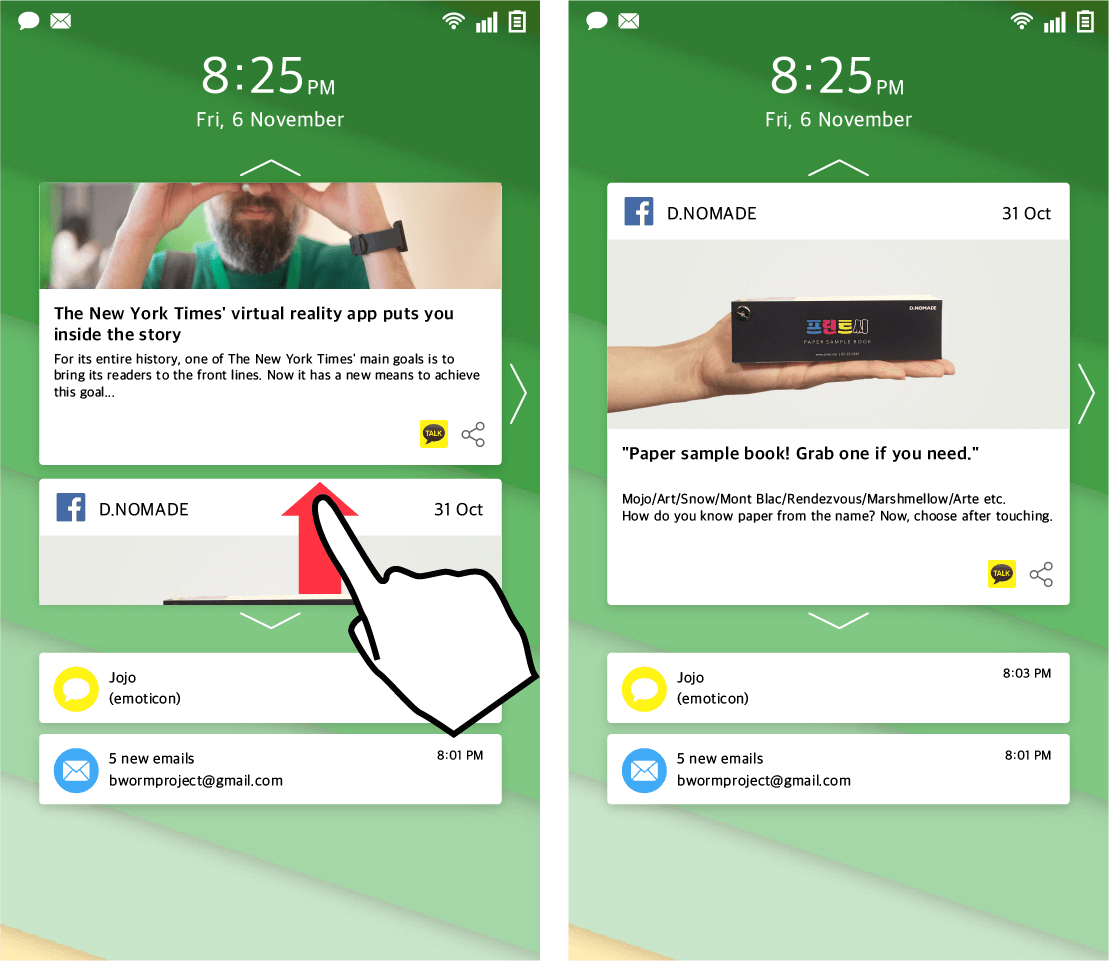 8:25 PM
Fri, 6 November
The New York Times' virtual reality app puts you
inside the story
For its entire history, one of The New York Times' main goals is to
bring its readers to the front lines. Now it has a new means to achieve
this goal...
TALK
D.NOMADE
31 Oct
Jojo
(emoticon)
5 new emails
8:01 PM
bwormproject@gmail.com
8:25 PM
Fri, 6 November
D.NOMADE
31 Oct
D.NOMADE
프린트씨
PAPER SAMPLE BOOK
"Paper sample book! Grab one if you need."
Mojo/Art/Snow/Mont Blac/Rendezvous/Marshmellow/Arte etc.
How do you know paper from the name? Now, choose after touching.
TALK
Jojo
8:03 PM
(emoticon)
5 new emails
8:01 PM
bwormproject@gmail.com